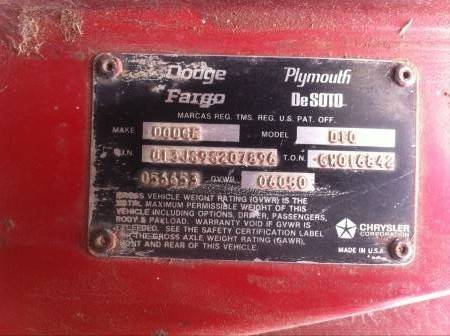 Dodge Plymouth
Fargo DeSOTO
MARCAS REG. TMS. REG. U.S. PAT. OFF.
MAKE DODGE MODEL D10
V.I.N. T.O.N.
GVWR 06050
GROSS VEHICLE WEIGHT RATING (GVWR) IS THE
TOTAL MAXIMUM PERMISSIBLE WEIGHT OF THIS
VEHICLE INCLUDING OPTIONS, DRIVER, PASSENGERS,
BODY & PAYLOAD. WARRANTY VOID IF GVWR IS
EXCEEDED. SEE THE SAFETY CERTIFICATION LABEL
FOR THE GROSS AXLE WEIGHT RATING (GAWR),
FRONT AND REAR OF THIS VEHICLE.
CHRYSLER
CORPORATION
MADE IN U.S.A.